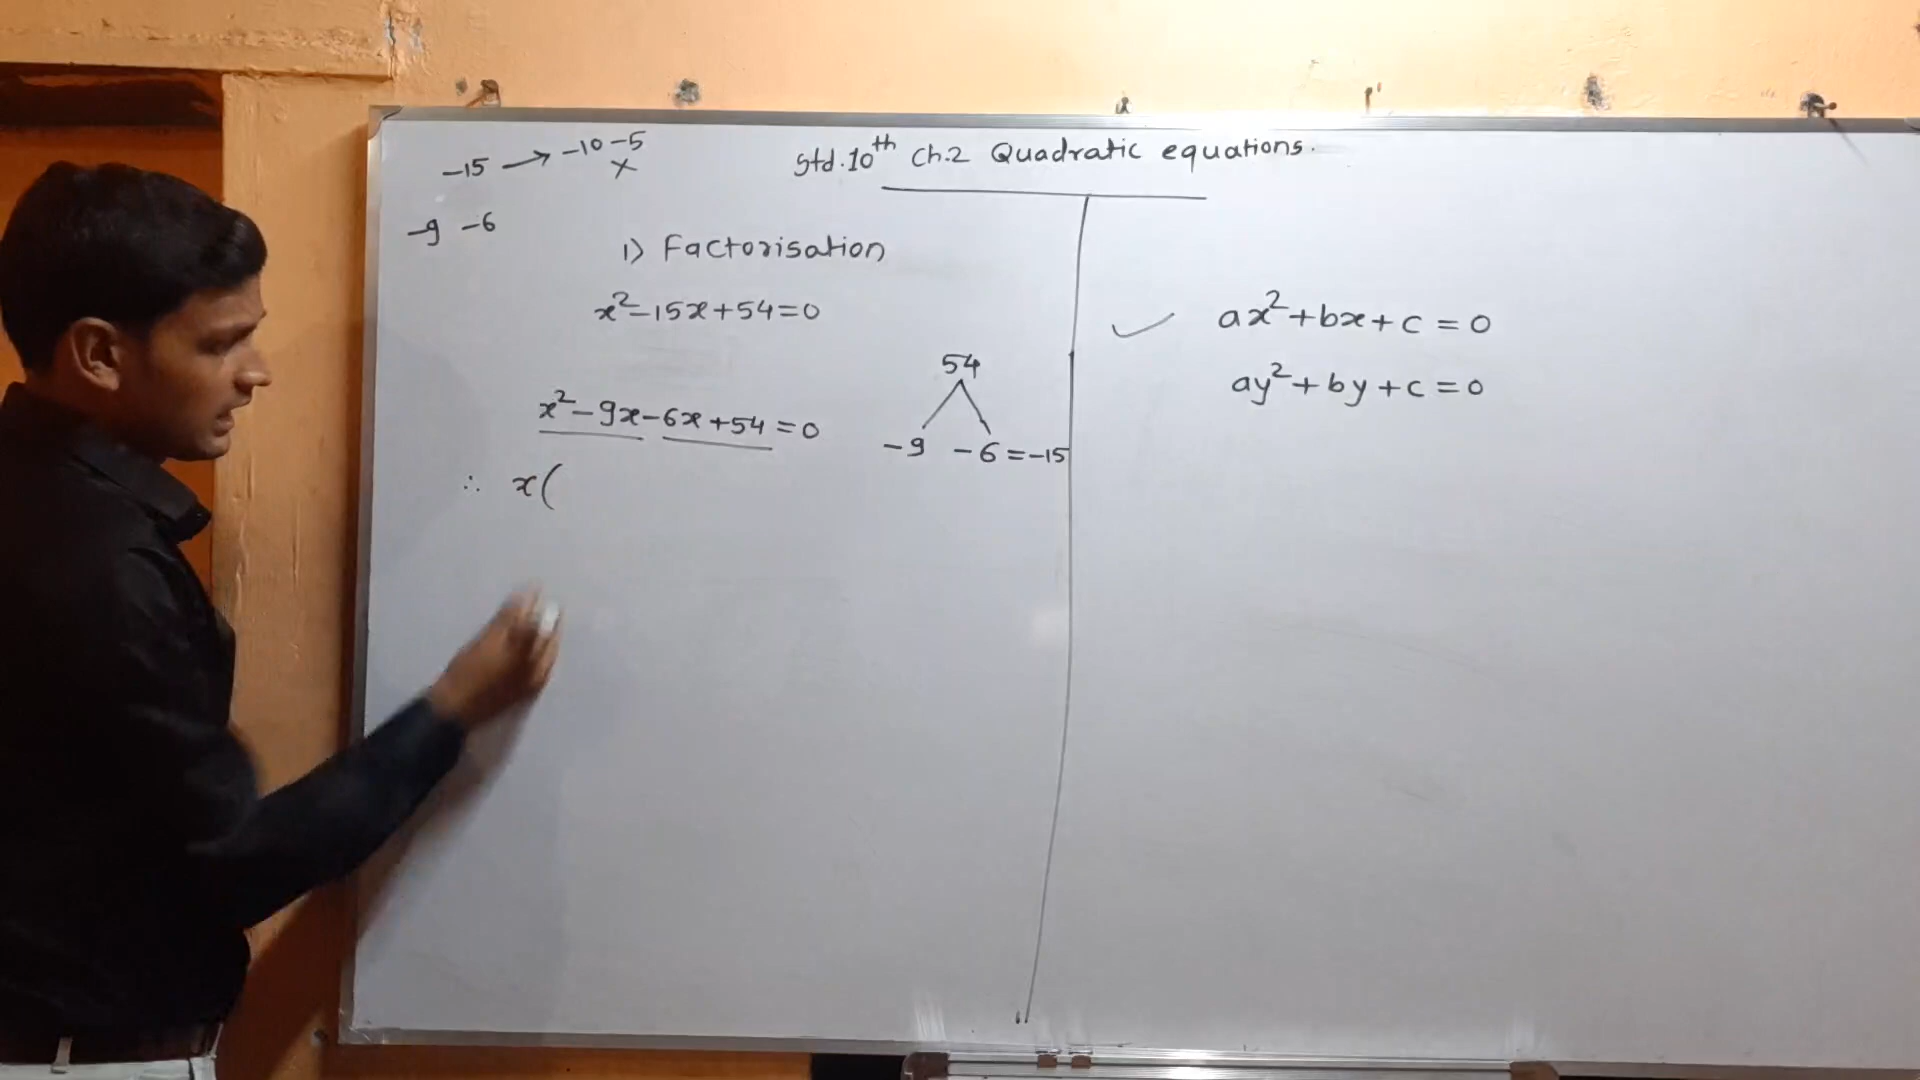 Std. 10th Ch.2 Quadratic equations.
-15 → -10 -5
×
-9 -6
1) Factorisation
x²-15x+54=0
54
-9 -6 =-15
x²-9x-6x+54=0
∴ x(
✓ ax²+bx+c=0
ay²+by+c=0